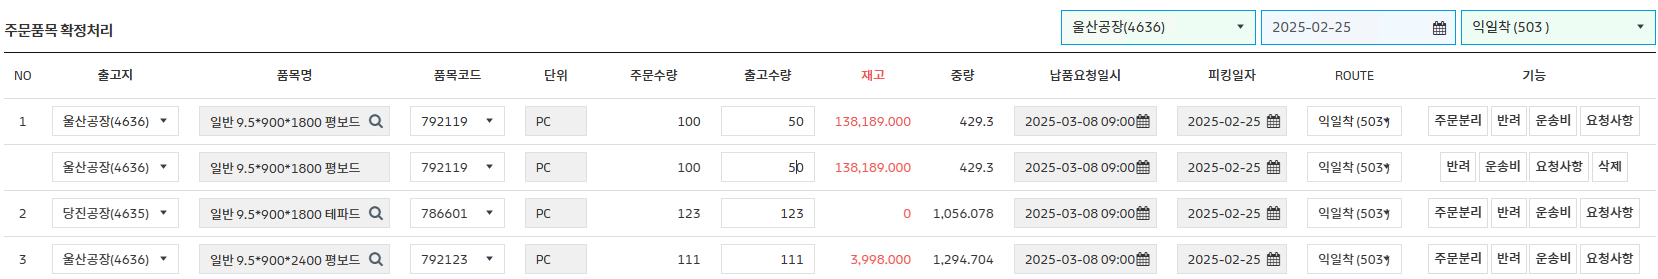 주문품목 확정처리 울산공장(4636) 2025-02-25 익일착 (503 )
NO 출고지 품목명 품목코드 단위 주문수량 출고수량 재고 중량 납품요청일시 피킹일자 ROUTE 기능
1 울산공장(4636) 일반 9.5*900*1800 평보드 792119 PC 100 50 138,189.000 429.3 2025-03-08 09:00 2025-02-25 익일착 (503 ) 주문분리 반려 운송비 요청사항
울산공장(4636) 일반 9.5*900*1800 평보드 792119 PC 100 50 138,189.000 429.3 2025-03-08 09:00 2025-02-25 익일착 (503 ) 반려 운송비 요청사항 삭제
2 당진공장(4635) 일반 9.5*900*1800 테파드 786601 PC 123 123 0 1,056.078 2025-03-08 09:00 2025-02-25 익일착 (503 ) 주문분리 반려 운송비 요청사항
3 울산공장(4636) 일반 9.5*900*2400 평보드 792123 PC 111 111 3,998.000 1,294.704 2025-03-08 09:00 2025-02-25 익일착 (503 ) 주문분리 반려 운송비 요청사항